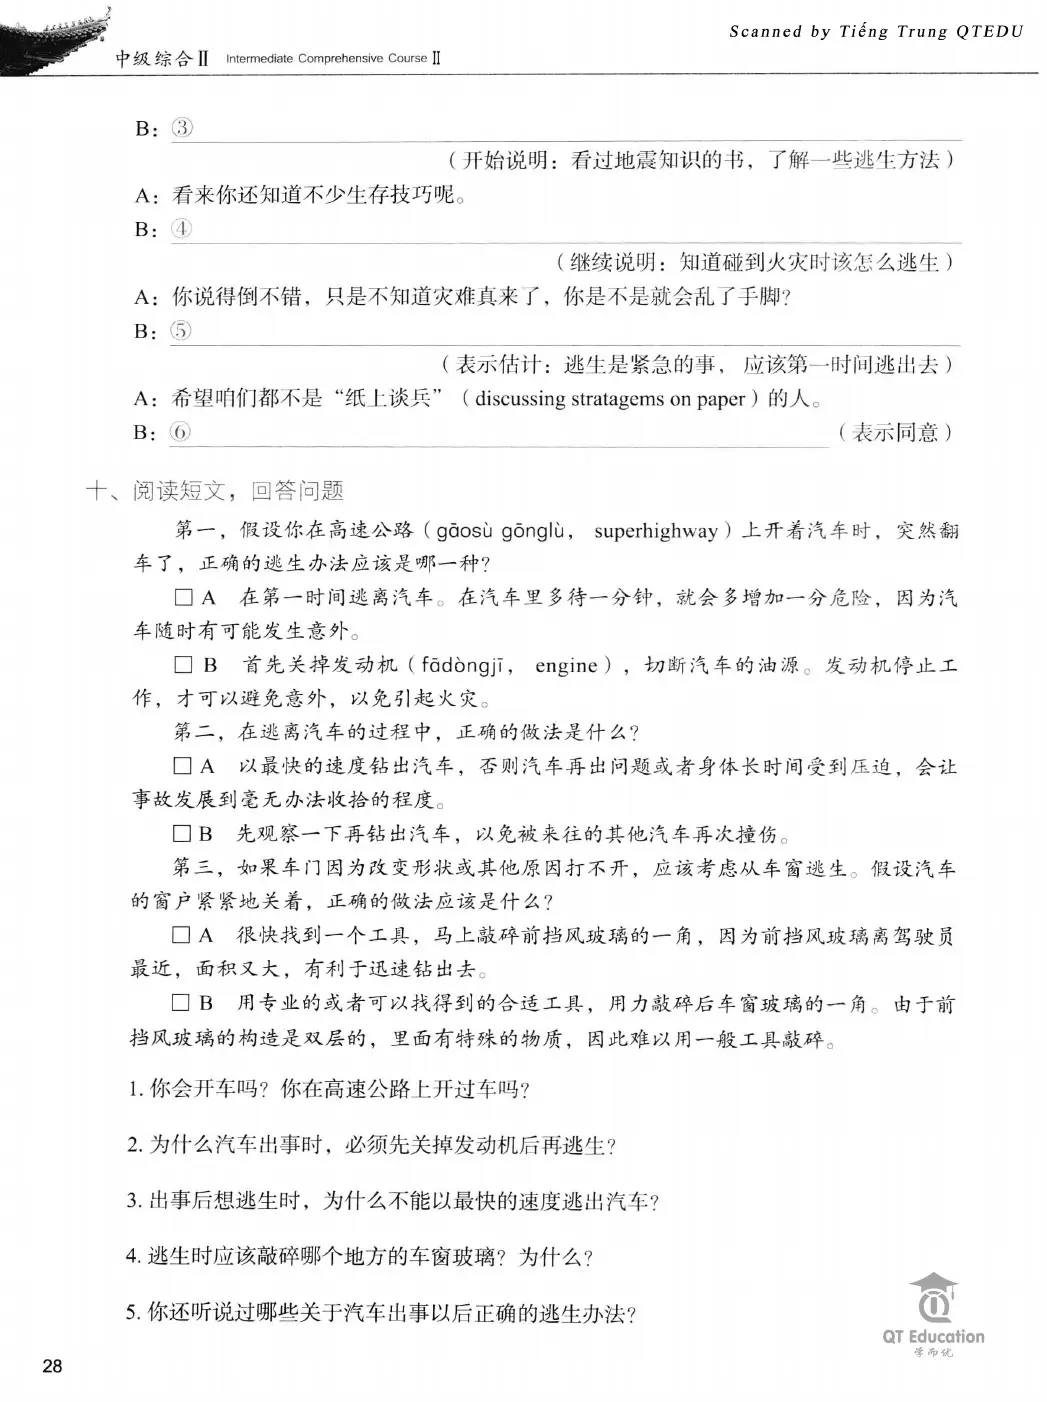 Scanned by Tiếng Trung QTEDU
中级综合Ⅱ Intermediate Comprehensive Course Ⅱ
B：③
（开始说明：看过地震知识的书，了解一些逃生方法）
A：看来你还知道不少生存技巧呢。
B：④
（继续说明：知道碰到火灾时该怎么逃生）
A：你说得倒不错，只是不知道灾难真来了，你是不是就会乱了手脚？
B：⑤
（表示估计：逃生是紧急的事，应该第一时间逃出去）
A：希望咱们都不是“纸上谈兵”（discussing stratagems on paper）的人。
B：⑥ （表示同意）
十、阅读短文，回答问题
第一，假设你在高速公路（gāosù gōnglù， superhighway）上开着汽车时，突然翻
车了，正确的逃生办法应该是哪一种？
□ A 在第一时间逃离汽车。在汽车里多待一分钟，就会多增加一分危险，因为汽
车随时有可能发生意外。
□ B 首先关掉发动机（fādòngjī， engine），切断汽车的油源。发动机停止工
作，才可以避免意外，以免引起火灾。
第二，在逃离汽车的过程中，正确的做法是什么？
□ A 以最快的速度钻出汽车，否则汽车再出问题或者身体长时间受到压迫，会让
事故发展到毫无办法收拾的程度。
□ B 先观察一下再钻出汽车，以免被来往的其他汽车再次撞伤。
第三，如果车门因为改变形状或其他原因打不开，应该考虑从车窗逃生。假设汽车
的窗户紧紧地关着，正确的做法应该是什么？
□ A 很快找到一个工具，马上敲碎前挡风玻璃的一角，因为前挡风玻璃离驾驶员
最近，面积又大，有利于迅速钻出去。
□ B 用专业的或者可以找得到的合适工具，用力敲碎后车窗玻璃的一角。由于前
挡风玻璃的构造是双层的，里面有特殊的物质，因此难以用一般工具敲碎。
1. 你会开车吗？你在高速公路上开过车吗？
2. 为什么汽车出事时，必须先关掉发动机后再逃生？
3. 出事后想逃生时，为什么不能以最快的速度逃出汽车？
4. 逃生时应该敲碎哪个地方的车窗玻璃？为什么？
5. 你还听说过哪些关于汽车出事以后正确的逃生办法？
QT Education
学而优
28